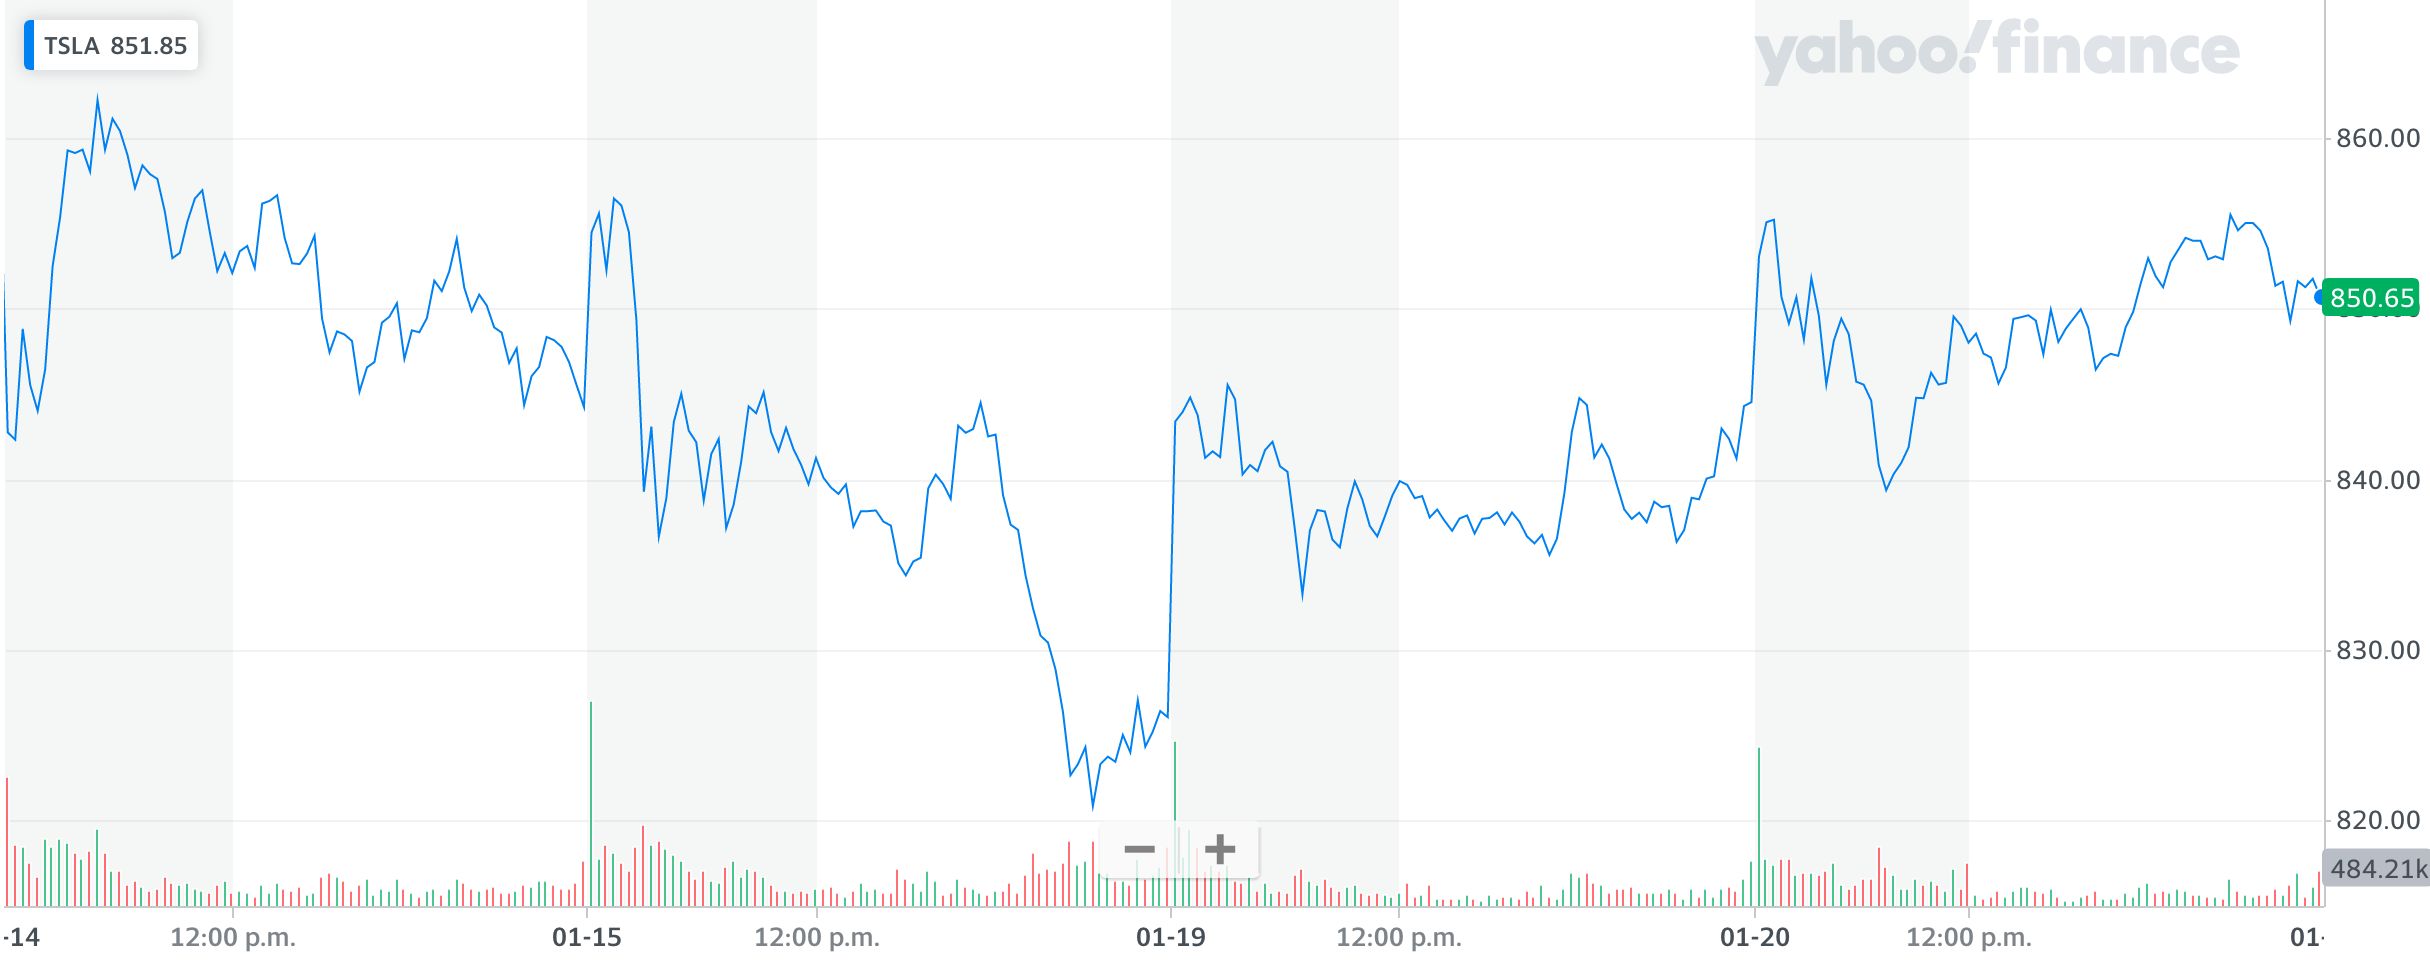 TSLA 851.85
yahoo!finance
860.00
850.65
840.00
830.00
820.00
484.21k
-14 12:00 p.m. 01-15 12:00 p.m. 01-19 12:00 p.m. 01-20 12:00 p.m. 01-